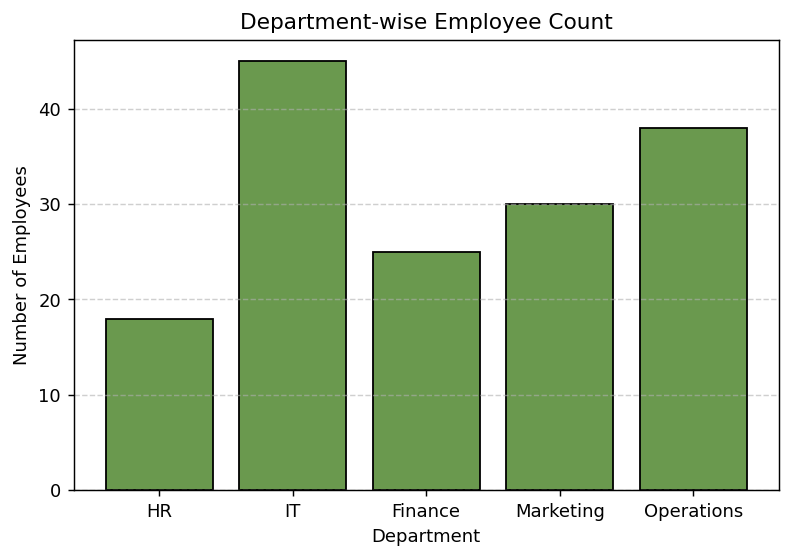 Department-wise Employee Count
Number of Employees
40
30
20
10
0
HR IT Finance Marketing Operations
Department